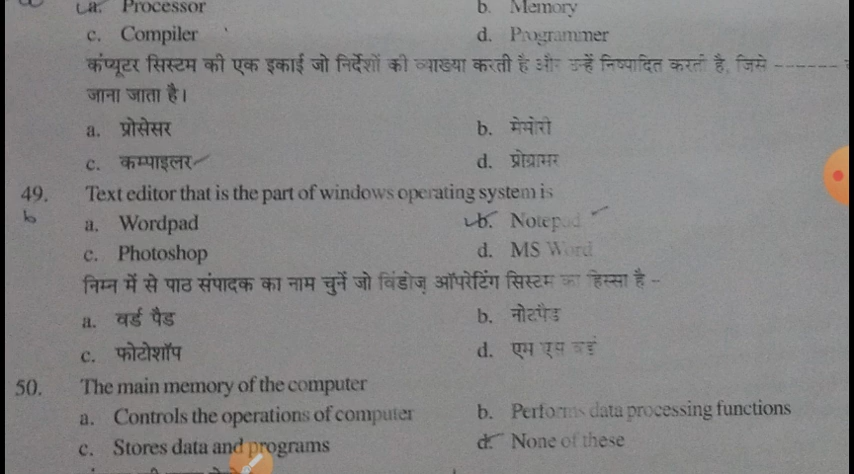 a. Processor b. Memory
c. Compiler d. Programmer
कंप्यूटर सिस्टम की एक इकाई जो निर्देशों की व्याख्या करती है और उन्हें निष्पादित करती है, जिसे ------
जाना जाता है।
a. प्रोसेसर b. मेमोरी
c. कम्पाइलर d. प्रोग्रामर
49. Text editor that is the part of windows operating system is
b a. Wordpad b. Notepad
c. Photoshop d. MS Word
निम्न में से पाठ संपादक का नाम चुनें जो विंडोज़ ऑपरेटिंग सिस्टम का हिस्सा है -
a. वर्ड पैड b. नोटपैड
c. फोटोशॉप d. एम एस वर्ड
50. The main memory of the computer
a. Controls the operations of computer b. Performs data processing functions
c. Stores data and programs d. None of these